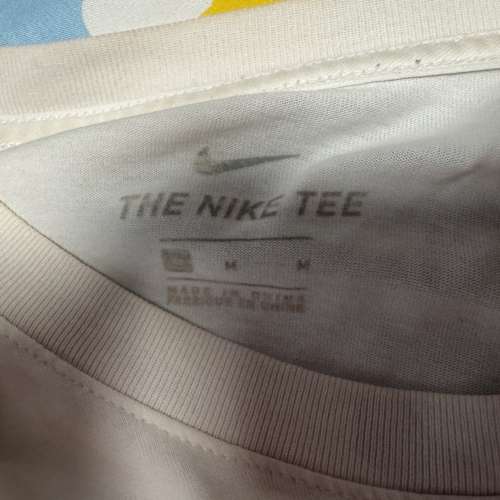 THE NIKE TEE
M M
MADE IN CHINA
FABRIQUÉ EN CHINE